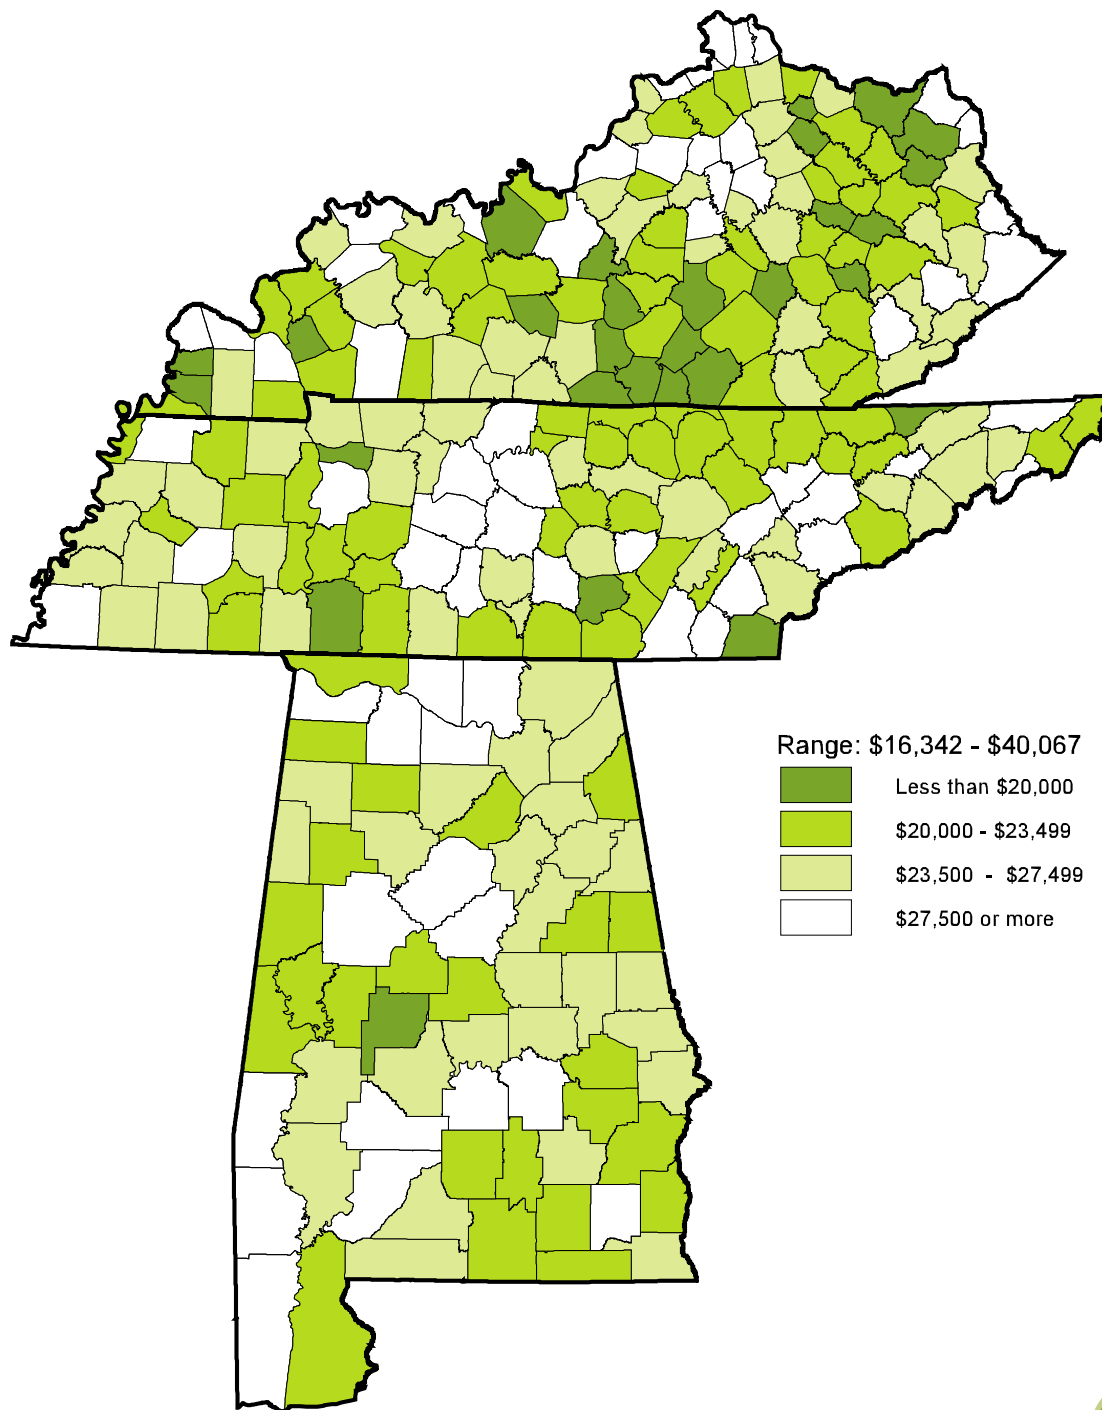 Range: $16,342 - $40,067
Less than $20,000
$20,000 - $23,499
$23,500 - $27,499
$27,500 or more